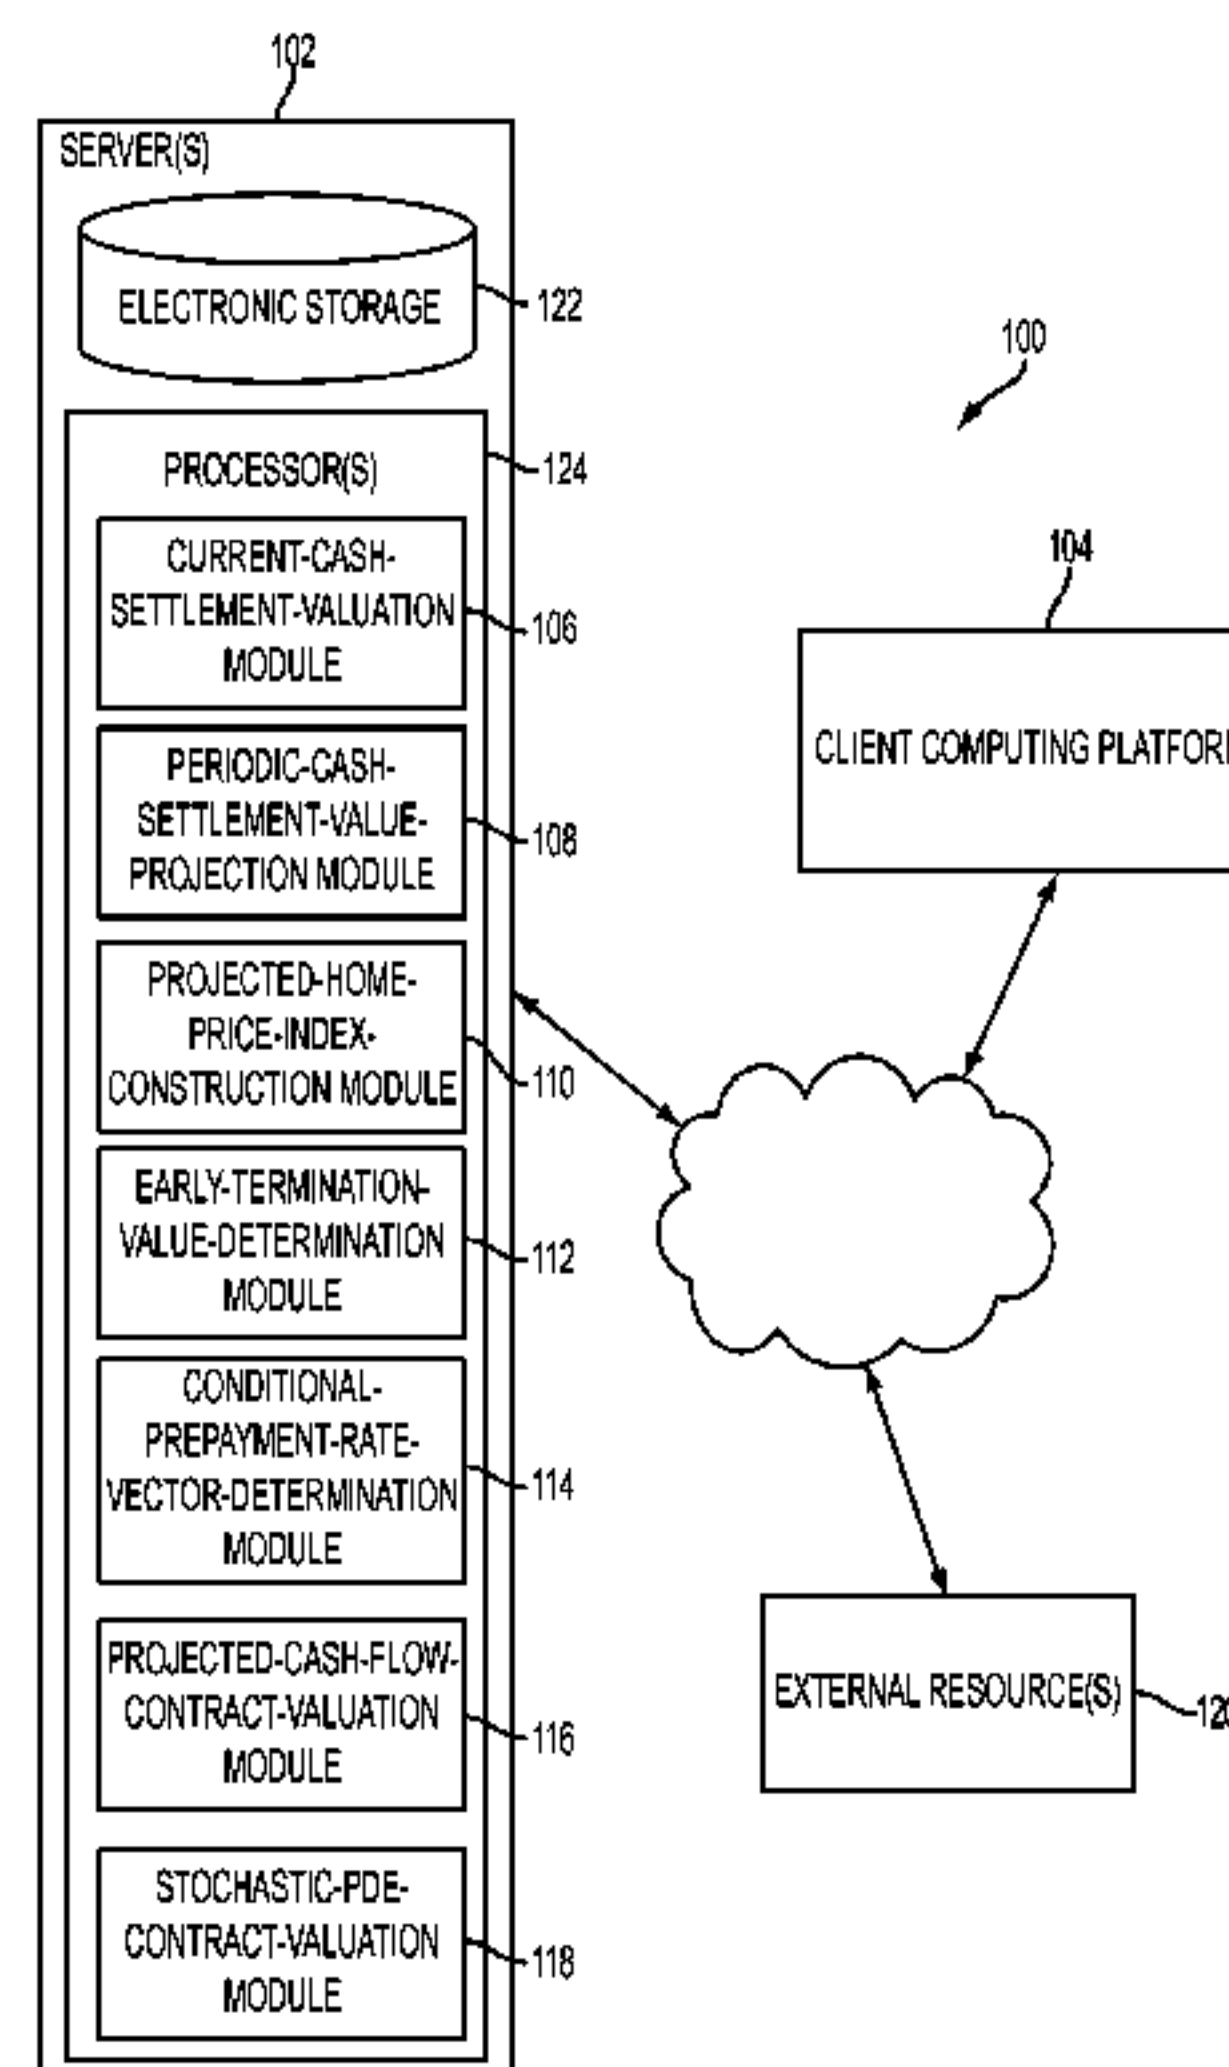 102
SERVER(S)
ELECTRONIC STORAGE
122
100
PROCESSOR(S)
124
CURRENT-CASH-
SETTLEMENT-VALUATION
MODULE
106
104
CLIENT COMPUTING
PERIODIC-CASH-
SETTLEMENT-VALUE-
PROJECTION MODULE
108
PROJECTED-HOME-
PRICE-INDEX-
CONSTRUCTION MODULE
110
EARLY-TERMINATION-
VALUE-DETERMINATION
MODULE
112
CONDITIONAL-
PREPAYMENT-RATE-
VECTOR-DETERMINATION
MODULE
114
PROJECTED-CASH-FLOW-
CONTRACT-VALUATION
MODULE
116
EXTERNAL RESOURCE(S)
STOCHASTIC-PDE-
CONTRACT-VALUATION
MODULE
118